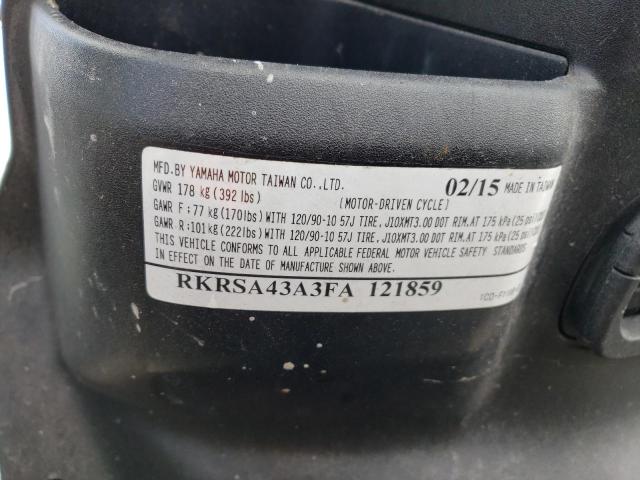 MFD.BY YAMAHA MOTOR TAIWAN CO.,LTD. 02/15 MADE IN TAIWAN
GVWR 178 kg(392 lbs) [MOTOR-DRIVEN CYCLE]
GAWR F:77 kg(170lbs)WITH 120/90-10 57J TIRE, J10XMT3.00 DOT RIM.AT 175 kPa(25 psi)
GAWR R:101kg(222lbs)WITH 120/90-10 57J TIRE, J10XMT3.00 DOT RIM.AT 175 kPa(25 psi)
THIS VEHICLE CONFORMS TO ALL APPLICABLE FEDERAL MOTOR VEHICLE SAFETY STANDARDS
IN EFFECT ON THE DATE OF MANUFACTURE SHOWN ABOVE.
RKRSA43A3FA 121859